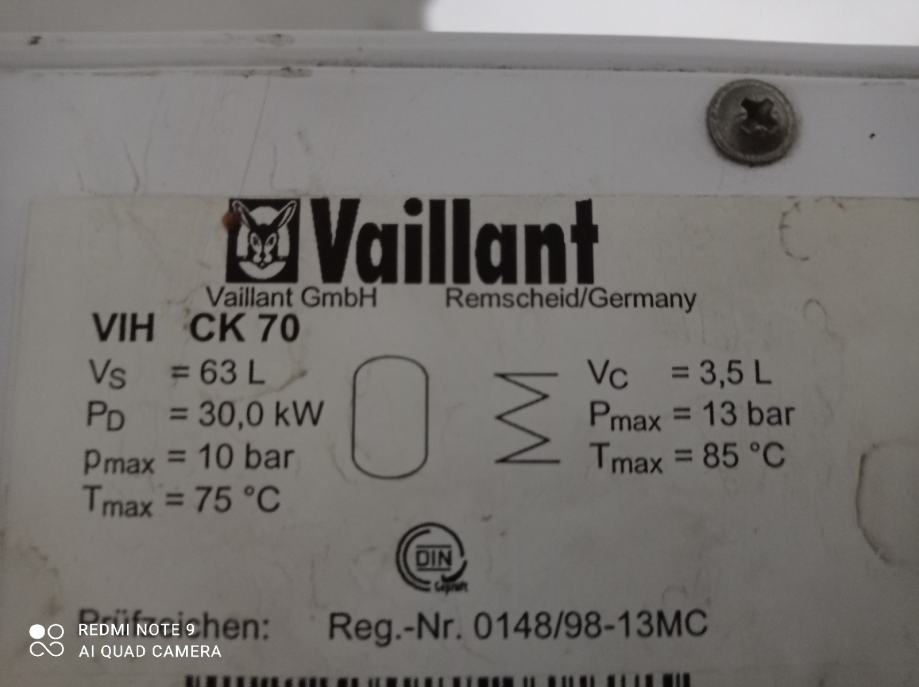 Vaillant
Vaillant GmbH Remscheid/Germany
VIH CK 70
VS = 63 L
PD = 30,0 kW
pmax = 10 bar
Tmax = 75 °C
VC = 3,5 L
Pmax = 13 bar
Tmax = 85 °C
DIN
Geprüft
Prüfzeichen: Reg.-Nr. 0148/98-13MC
REDMI NOTE 9
AI QUAD CAMERA